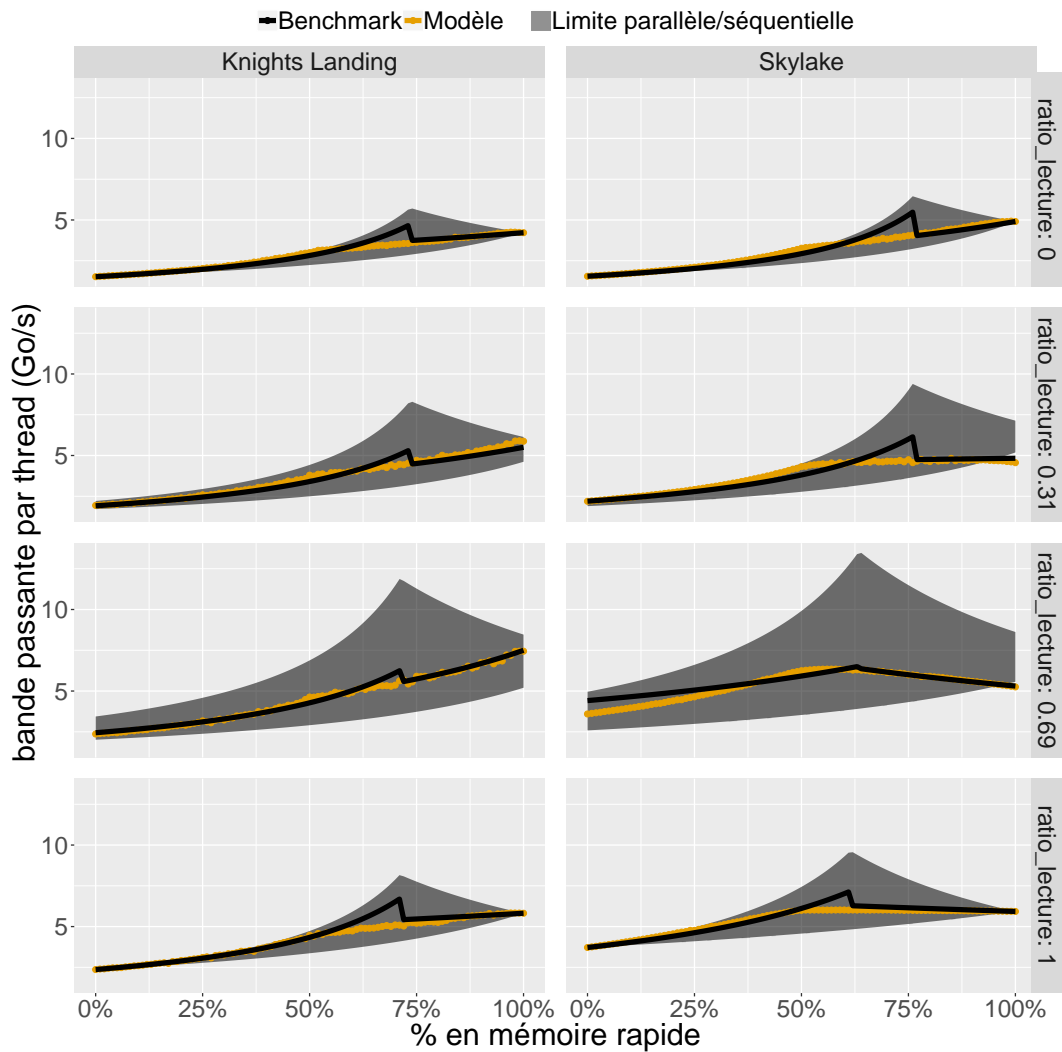 Benchmark Modèle Limite parallèle/séquentielle
Knights Landing Skylake
10
5
ratio_lecture: 0
10
5
ratio_lecture: 0.31
10
5
ratio_lecture: 0.69
10
5
ratio_lecture: 1
bande passante par thread (Go/s)
0% 25% 50% 75% 100% 0% 25% 50% 75% 100%
% en mémoire rapide